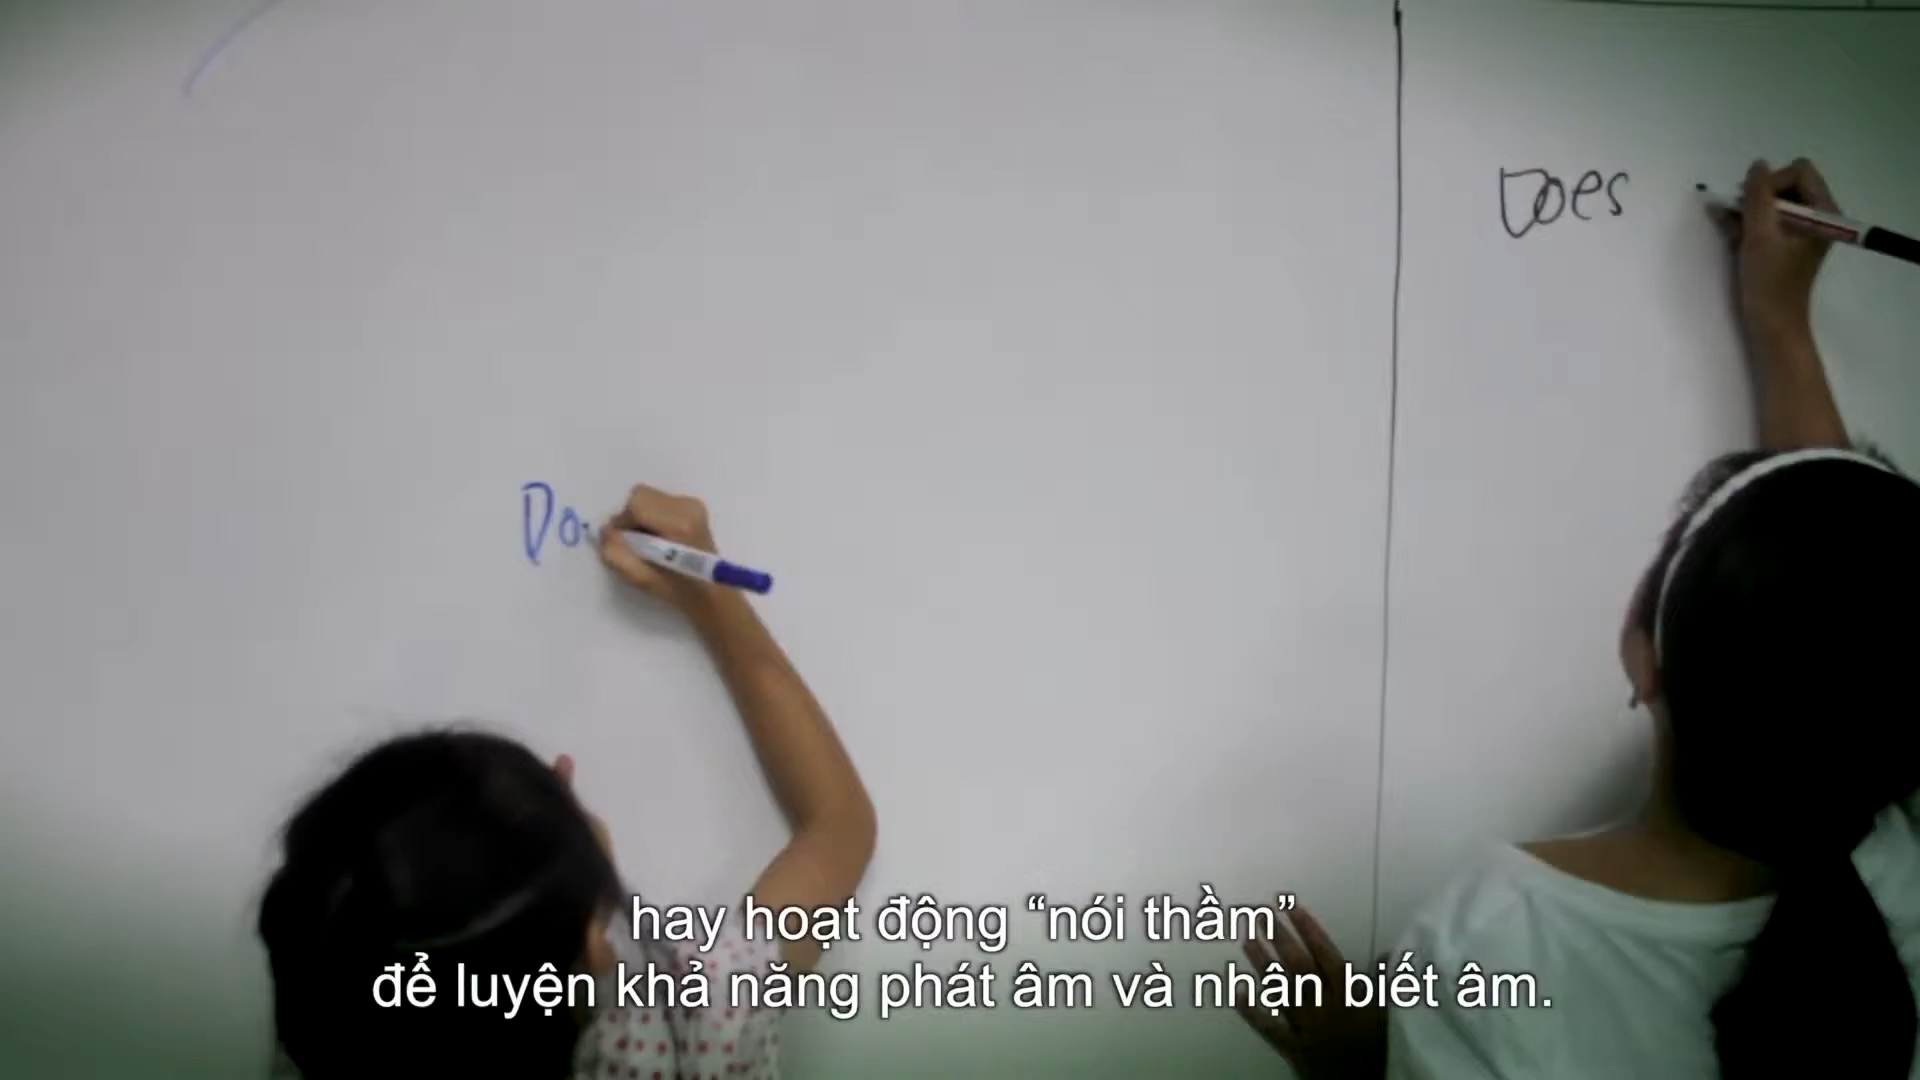 Does
Do
hay hoạt động “nói thầm”
để luyện khả năng phát âm và nhận biết âm.